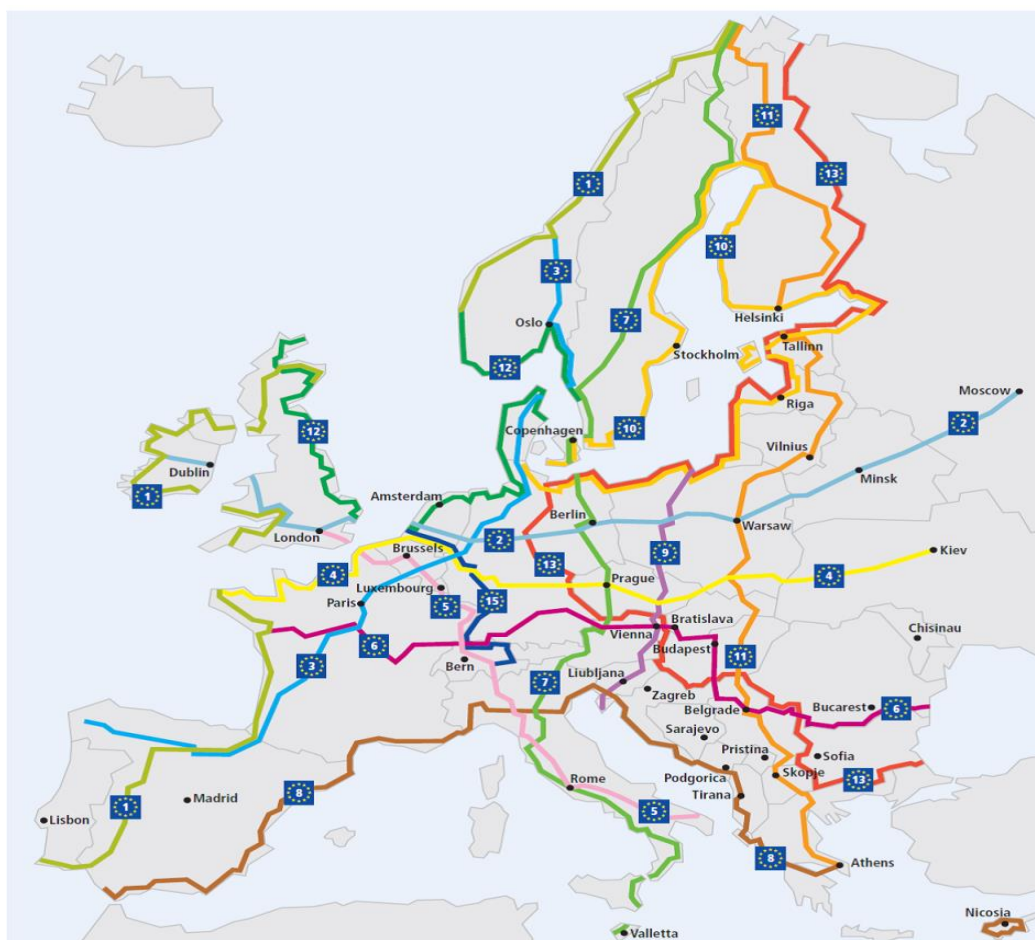 11
1
13
10
3
Oslo
7
Helsinki
Stockholm
Tallinn
12
Moscow
Riga
2
12
10
Copenhagen
Vilnius
Dublin
Minsk
1
Amsterdam
Berlin
Warsaw
London
2
Brussels
9
Kiev
13
4
Prague
4
Luxembourg
15
Paris
5
Vienna
Bratislava
Chisinau
6
Budapest
11
3
Bern
Liubljana
7
Zagreb
Belgrade
Bucarest
6
Sarajevo
Pristina
Sofia
Podgorica
Skopje
13
Rome
Tirana
Madrid
8
1
5
Lisbon
8
Athens
Nicosia
Valletta